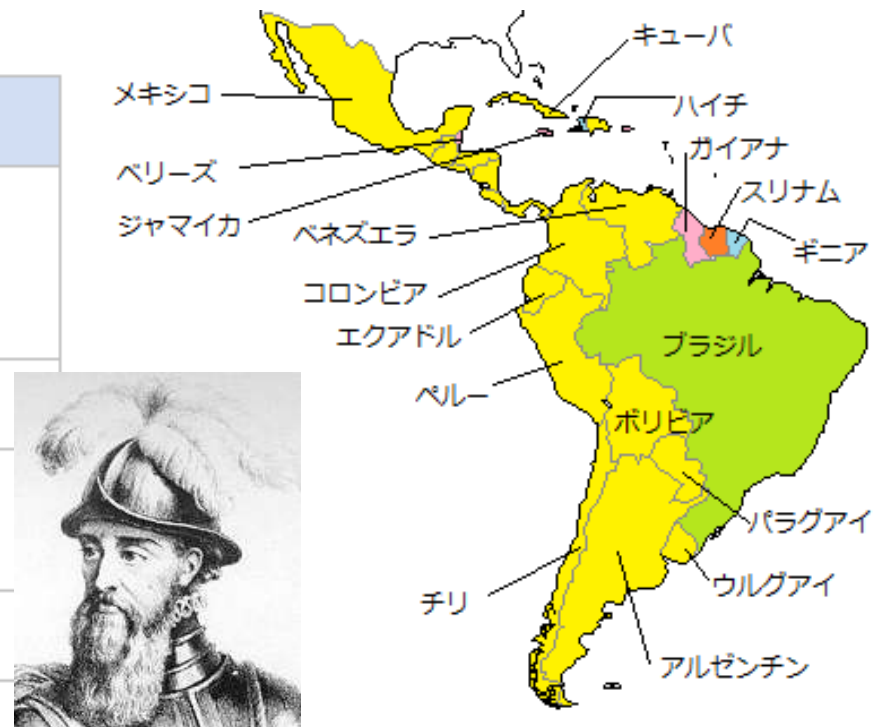 キューバ
メキシコ
ハイチ
ガイアナ
ベリーズ
スリナム
ジャマイカ
ベネズエラ
ギニア
コロンビア
エクアドル
ブラジル
ペルー
ボリビア
パラグアイ
ウルグアイ
チリ
アルゼンチン